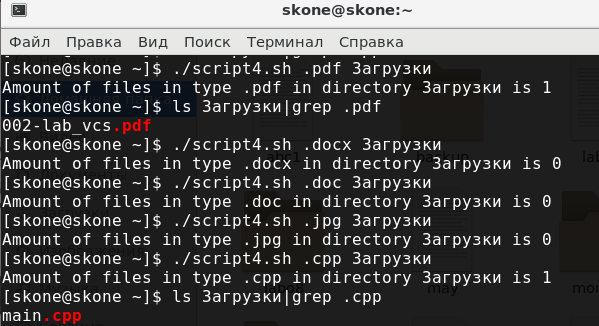 skone@skone:~
Файл Правка Вид Поиск Терминал Справка
[skone@skone ~]$ ./script4.sh .pdf Загрузки
Amount of files in type .pdf in directory Загрузки is 1
[skone@skone ~]$ ls Загрузки|grep .pdf
002-lab_vcs.pdf
[skone@skone ~]$ ./script4.sh .docx Загрузки
Amount of files in type .docx in directory Загрузки is 0
[skone@skone ~]$ ./script4.sh .doc Загрузки
Amount of files in type .doc in directory Загрузки is 0
[skone@skone ~]$ ./script4.sh .jpg Загрузки
Amount of files in type .jpg in directory Загрузки is 0
[skone@skone ~]$ ./script4.sh .cpp Загрузки
Amount of files in type .cpp in directory Загрузки is 1
[skone@skone ~]$ ls Загрузки|grep .cpp
main.cpp